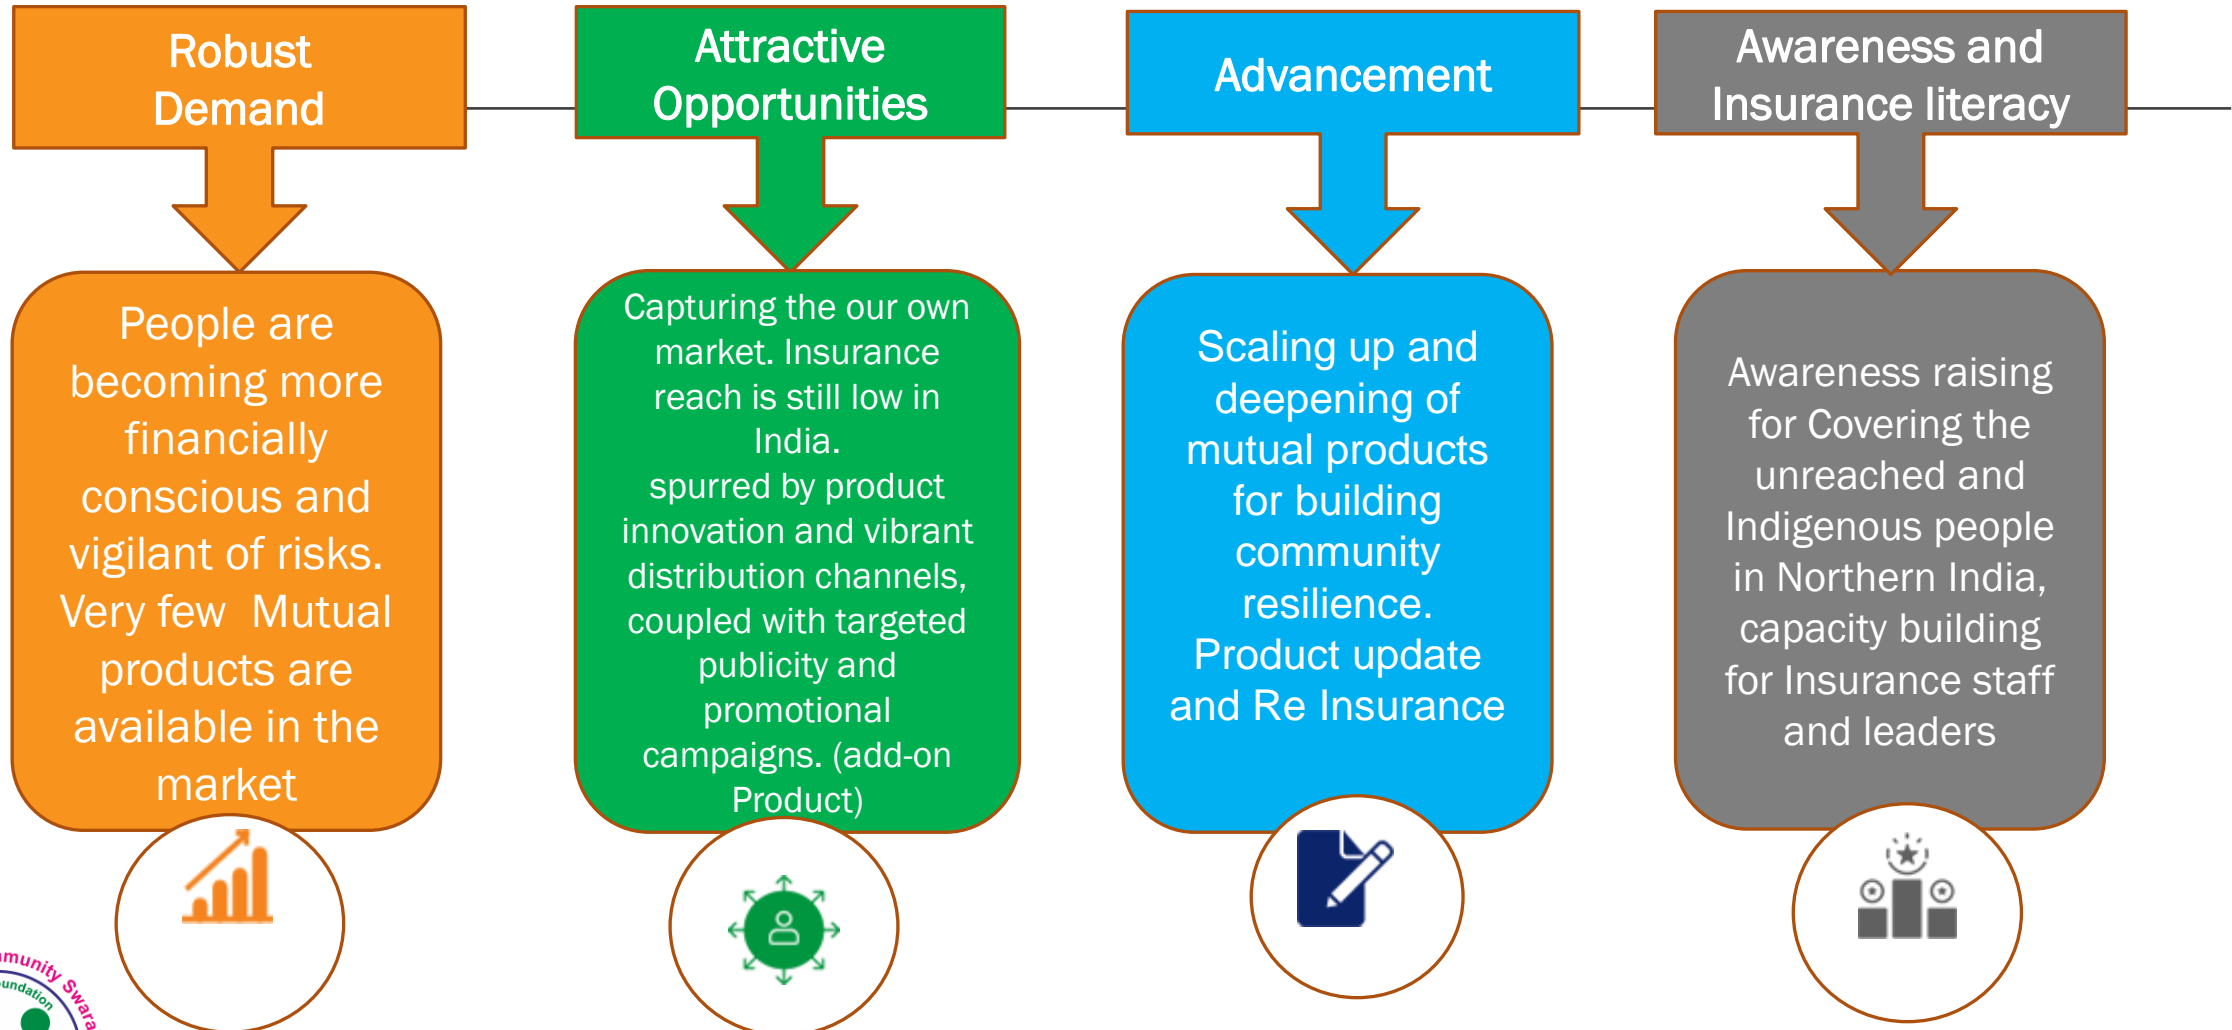 Robust
Demand
Attractive
Opportunities
Advancement
Awareness and
Insurance literacy
People are
becoming more
financially
conscious and
vigilant of risks.
Very few  Mutual
products are
available in the
market
Capturing the our own
market. Insurance
reach is still low in
India.
spurred by product
innovation and vibrant
distribution channels,
coupled with targeted
publicity and
promotional
campaigns. (add-on
Product)
Scaling up and
deepening of
mutual products
for building
community
resilience.
Product update
and Re Insurance
Awareness raising
for Covering the
unreached and
Indigenous people
in Northern India,
capacity building
for Insurance staff
and leaders